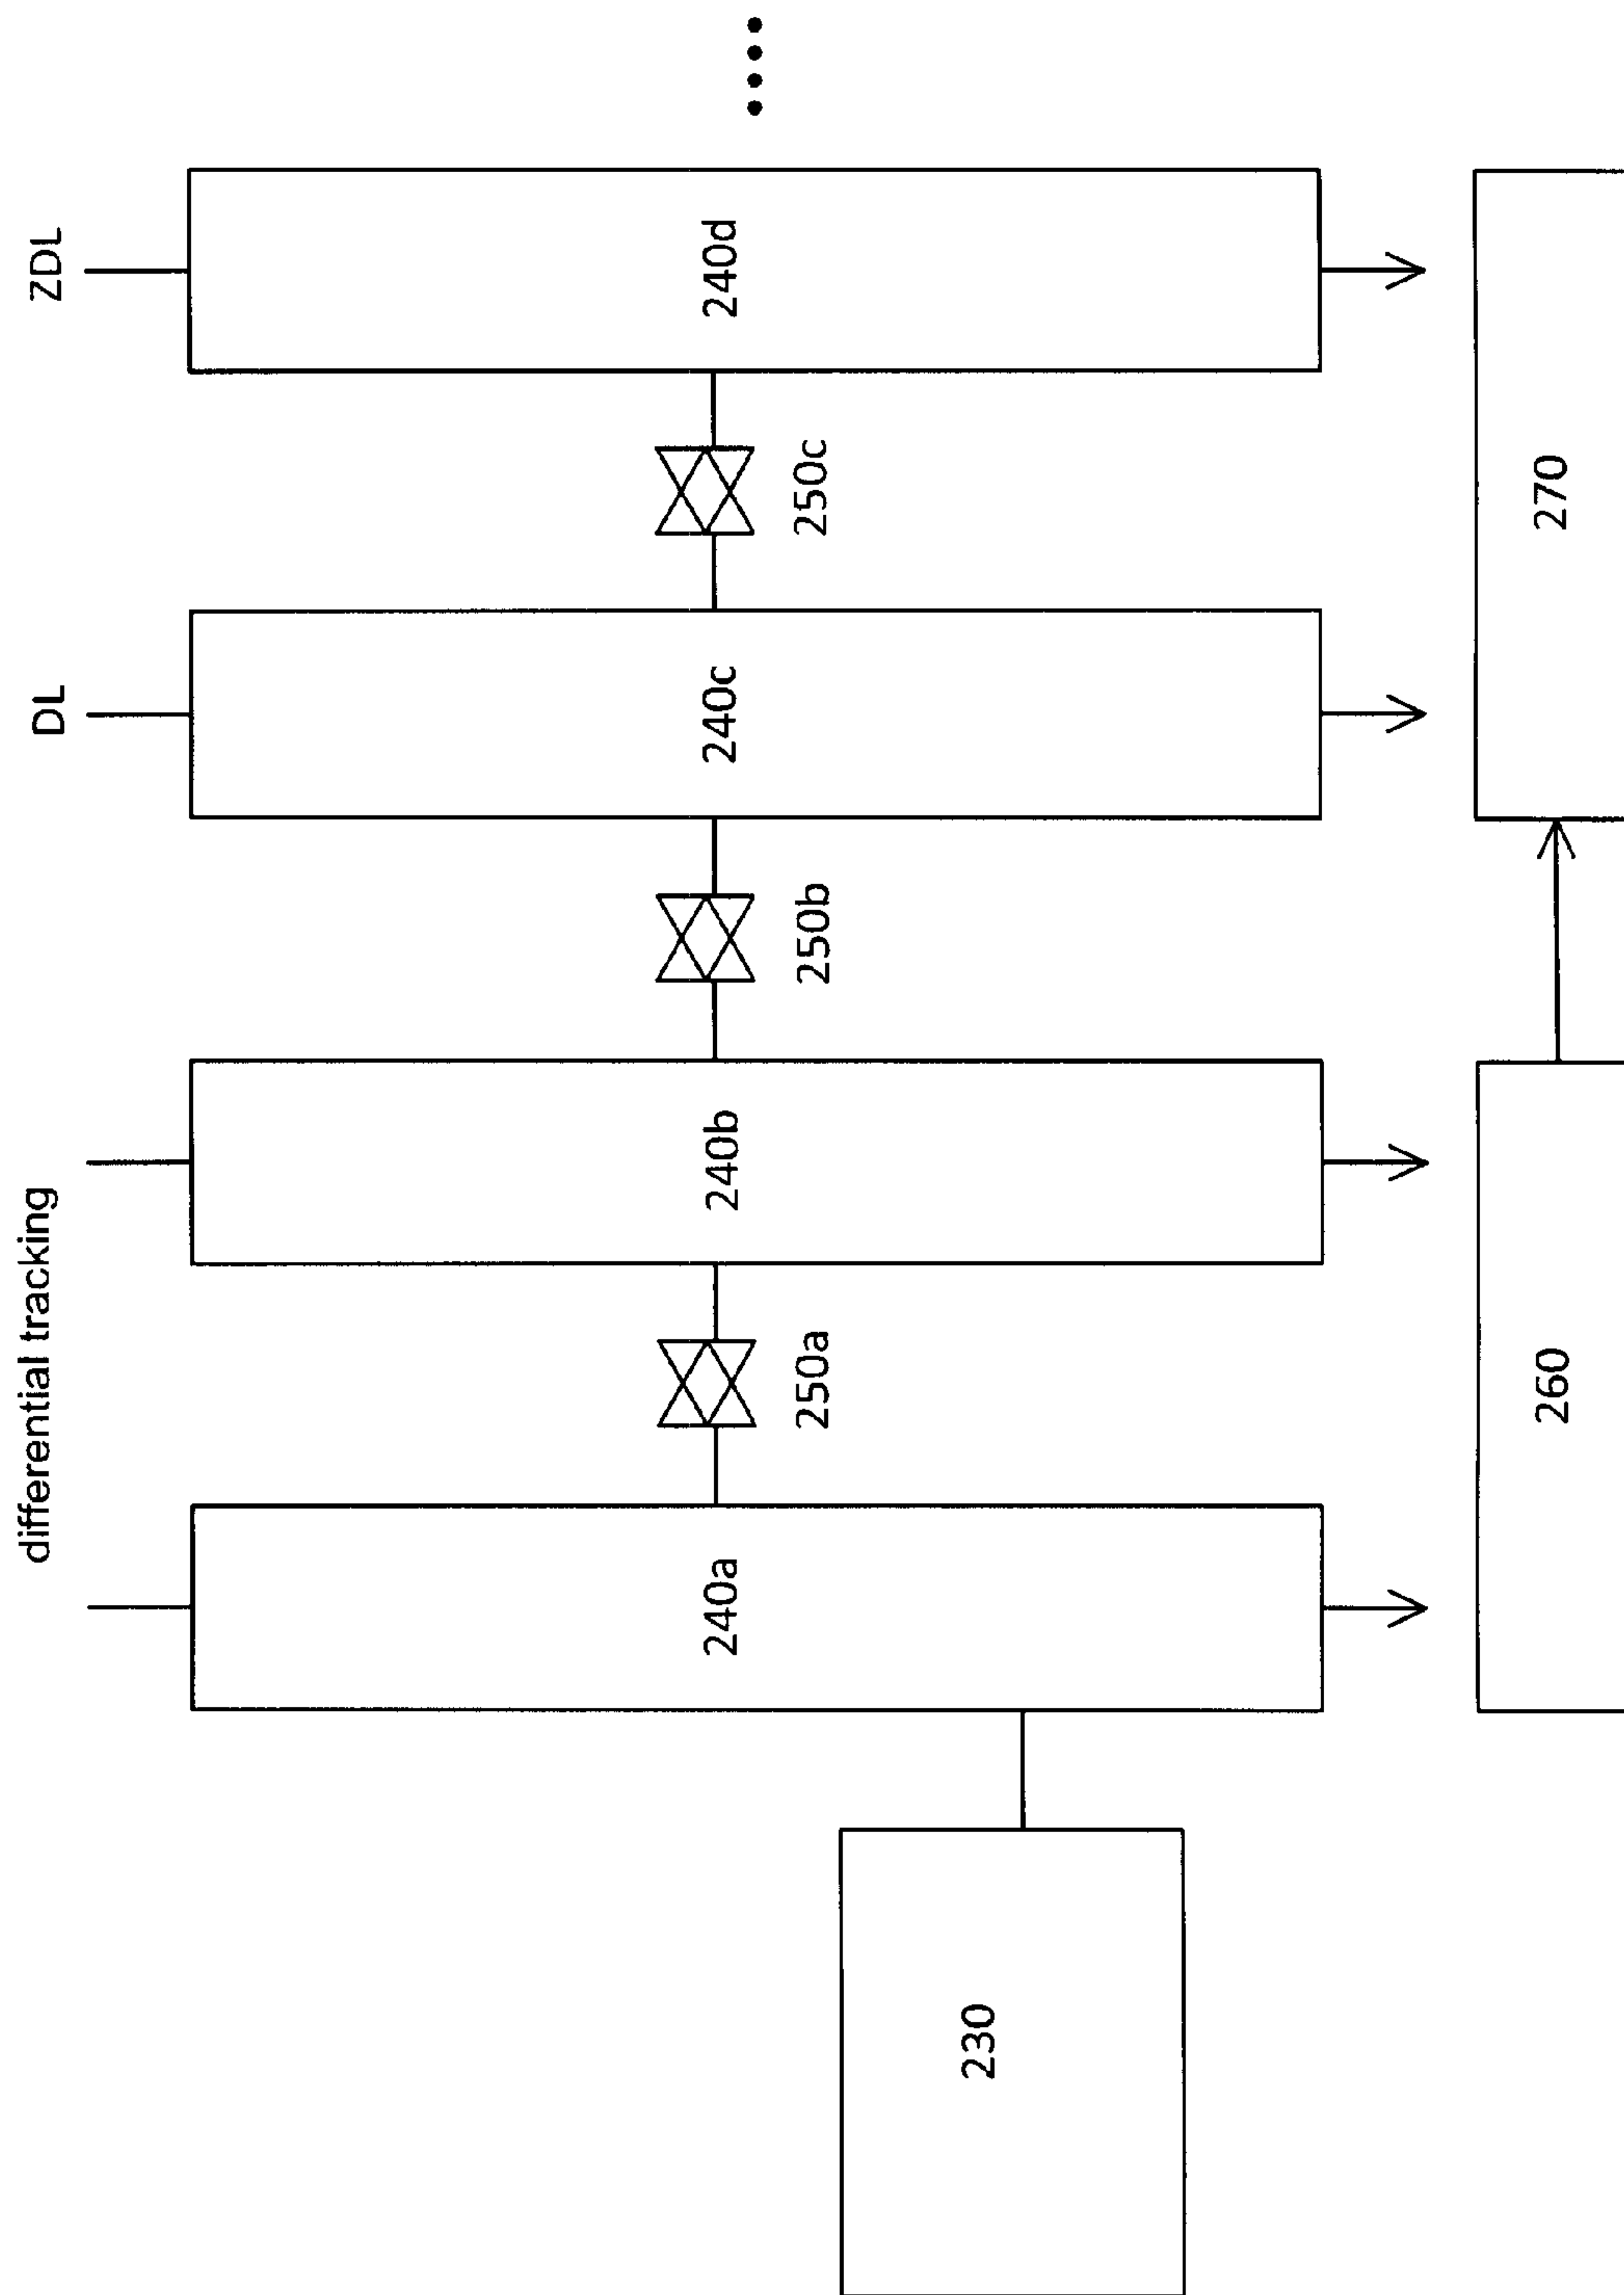 differential tracking
DL
ZDL
240a
240b
240c
240d
250a
250b
250c
230
260
270